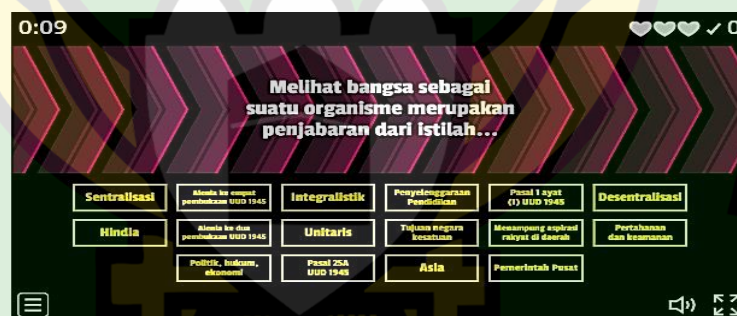 0:09
✓ 0
Melihat bangsa sebagai
suatu organisme merupakan
penjabaran dari istilah...
Sentralisasi
Alenia ke empat
pembukaan UUD 1945
Integralistik
Penyelenggaraan
Pendidikan
Pasal 1 ayat
(1) UUD 1945
Desentralisasi
Hindia
Alenia ke dua
pembukaan UUD 1945
Unitaris
Tujuan negara
kesatuan
Menampung aspirasi
rakyat di daerah
Pertahanan
dan keamanan
Politik, hukum,
ekonomi
Pasal 25A
UUD 1945
Asia
Pemerintah Pusat